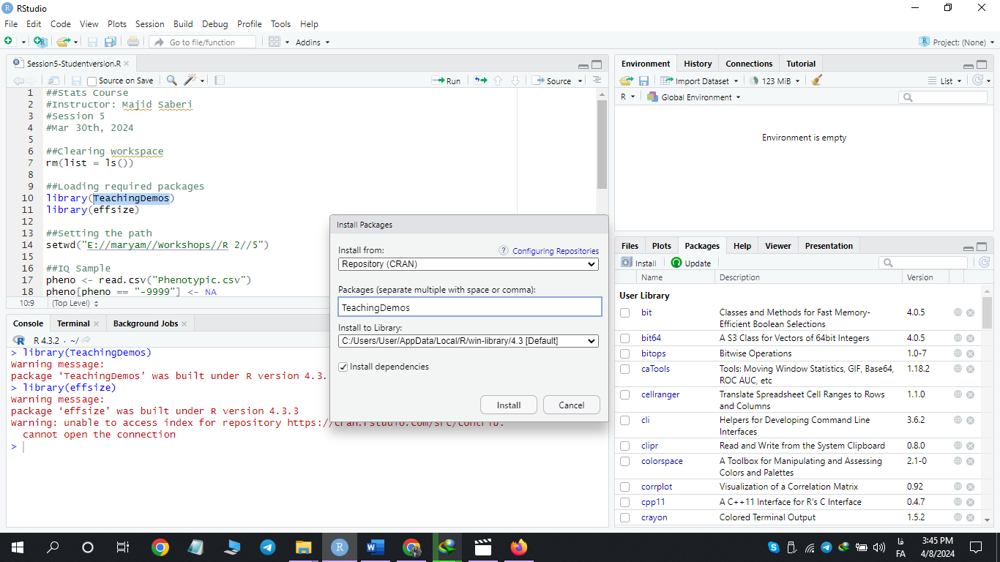 RStudio
File Edit Code View Plots Session Build Debug Profile Tools Help
Go to file/function Addins Project: (None)
Session5-Studentversion.R
Source on Save Run Source
1 ##Stats Course
2 #Instructor: Majid Saberi
3 #Session 5
4 #Mar 30th, 2024
5
6 ##Clearing workspace
7 rm(list = ls())
8
9 ##Loading required packages
10 library(TeachingDemos)
11 library(effsize)
12
13 ##Setting the path
14 setwd("E://maryam//Workshops//R 2//5")
15
16 ##IQ Sample
17 pheno <- read.csv("Phenotypic.csv")
18 pheno[pheno == "-9999"] <- NA
10:9 (Top Level)
Console Terminal Background Jobs
R 4.3.2 · ~/
> library(TeachingDemos)
Warning message:
package ‘TeachingDemos’ was built under R version 4.3.
> library(effsize)
Warning message:
package ‘effsize’ was built under R version 4.3.3
Warning: unable to access index for repository https://cran.rstudio.com/src/contrib:
  cannot open the connection
>
Install Packages
Install from:
? Configuring Repositories
Repository (CRAN)
Packages (separate multiple with space or comma):
TeachingDemos
Install to Library:
C:/Users/User/AppData/Local/R/win-library/4.3 [Default]
Install dependencies
Install Cancel
Environment History Connections Tutorial
Import Dataset 123 MiB List
R Global Environment
Environment is empty
Files Plots Packages Help Viewer Presentation
Install Update
Name Description Version
User Library
bit Classes and Methods for Fast Memory- 4.0.5
Efficient Boolean Selections
bit64 A S3 Class for Vectors of 64bit Integers 4.0.5
bitops Bitwise Operations 1.0-7
caTools Tools: Moving Window Statistics, GIF, Base64, 1.18.2
ROC AUC, etc
cellranger Translate Spreadsheet Cell Ranges to Rows 1.1.0
and Columns
cli Helpers for Developing Command Line 3.6.2
Interfaces
clipr Read and Write from the System Clipboard 0.8.0
colorspace A Toolbox for Manipulating and Assessing 2.1-0
Colors and Palettes
corrplot Visualization of a Correlation Matrix 0.92
cpp11 A C++11 Interface for R's C Interface 0.4.7
crayon Colored Terminal Output 1.5.2
فا
FA
3:45 PM
4/8/2024